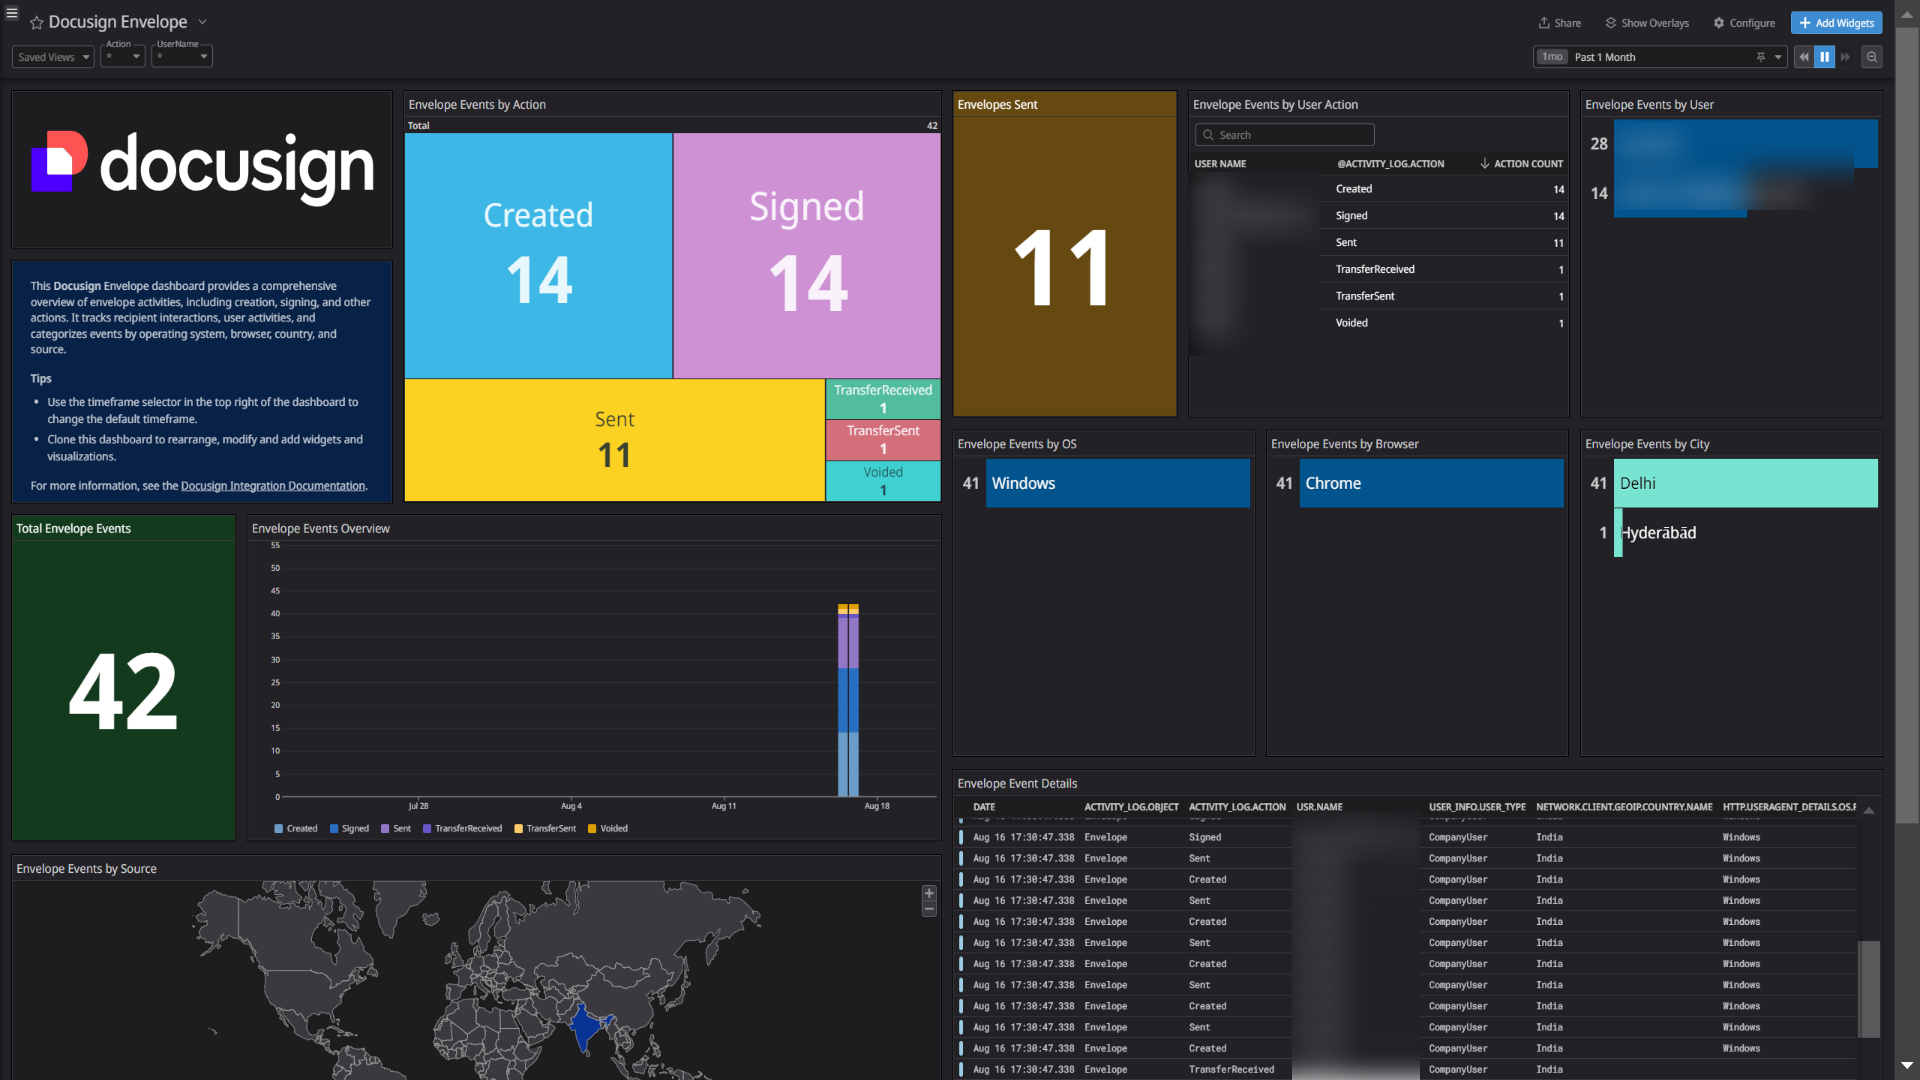 Docusign Envelope
Share
Show Overlays
Configure
Add Widgets
Saved Views
Action
*
UserName
*
1mo Past 1 Month
docusign
This Docusign Envelope dashboard provides a comprehensive
overview of envelope activities, including creation, signing, and other
actions. It tracks recipient interactions, user activities, and
categorizes events by operating system, browser, country, and
source.
Tips
• Use the timeframe selector in the top right of the dashboard to
change the default timeframe.
• Clone this dashboard to rearrange, modify and add widgets and
visualizations.
For more information, see the Docusign Integration Documentation.
Envelope Events by Action
Total 42
Created
14
Signed
14
Sent
11
TransferReceived
1
TransferSent
1
Voided
1
Envelopes Sent
11
Envelope Events by User Action
Search
USER NAME @ACTIVITY_LOG.ACTION ACTION COUNT
Created 14
Signed 14
Sent 11
TransferReceived 1
TransferSent 1
Voided 1
Envelope Events by User
28
14
Total Envelope Events
42
Envelope Events Overview
55
50
45
40
35
30
25
20
15
10
5
0
Jul 28 Aug 4 Aug 11 Aug 18
Created Signed Sent TransferReceived TransferSent Voided
Envelope Events by OS
41 Windows
Envelope Events by Browser
41 Chrome
Envelope Events by City
41 Delhi
1 Hyderābād
Envelope Events by Source
+
−
Envelope Event Details
DATE ACTIVITY_LOG.OBJECT ACTIVITY_LOG.ACTION USR.NAME USER_INFO.USER_TYPE NETWORK.CLIENT.GEOIP.COUNTRY.NAME HTTP.USERAGENT_DETAILS.OS.F
Aug 16 17:30:47.338 Envelope Signed CompanyUser India Windows
Aug 16 17:30:47.338 Envelope Sent CompanyUser India Windows
Aug 16 17:30:47.338 Envelope Created CompanyUser India Windows
Aug 16 17:30:47.338 Envelope Sent CompanyUser India Windows
Aug 16 17:30:47.338 Envelope Created CompanyUser India Windows
Aug 16 17:30:47.338 Envelope Sent CompanyUser India Windows
Aug 16 17:30:47.338 Envelope Created CompanyUser India Windows
Aug 16 17:30:47.338 Envelope Sent CompanyUser India Windows
Aug 16 17:30:47.338 Envelope Created CompanyUser India Windows
Aug 16 17:30:47.338 Envelope Sent CompanyUser India Windows
Aug 16 17:30:47.338 Envelope Created CompanyUser India Windows
Aug 16 17:30:47.338 Envelope TransferReceived CompanyUser India